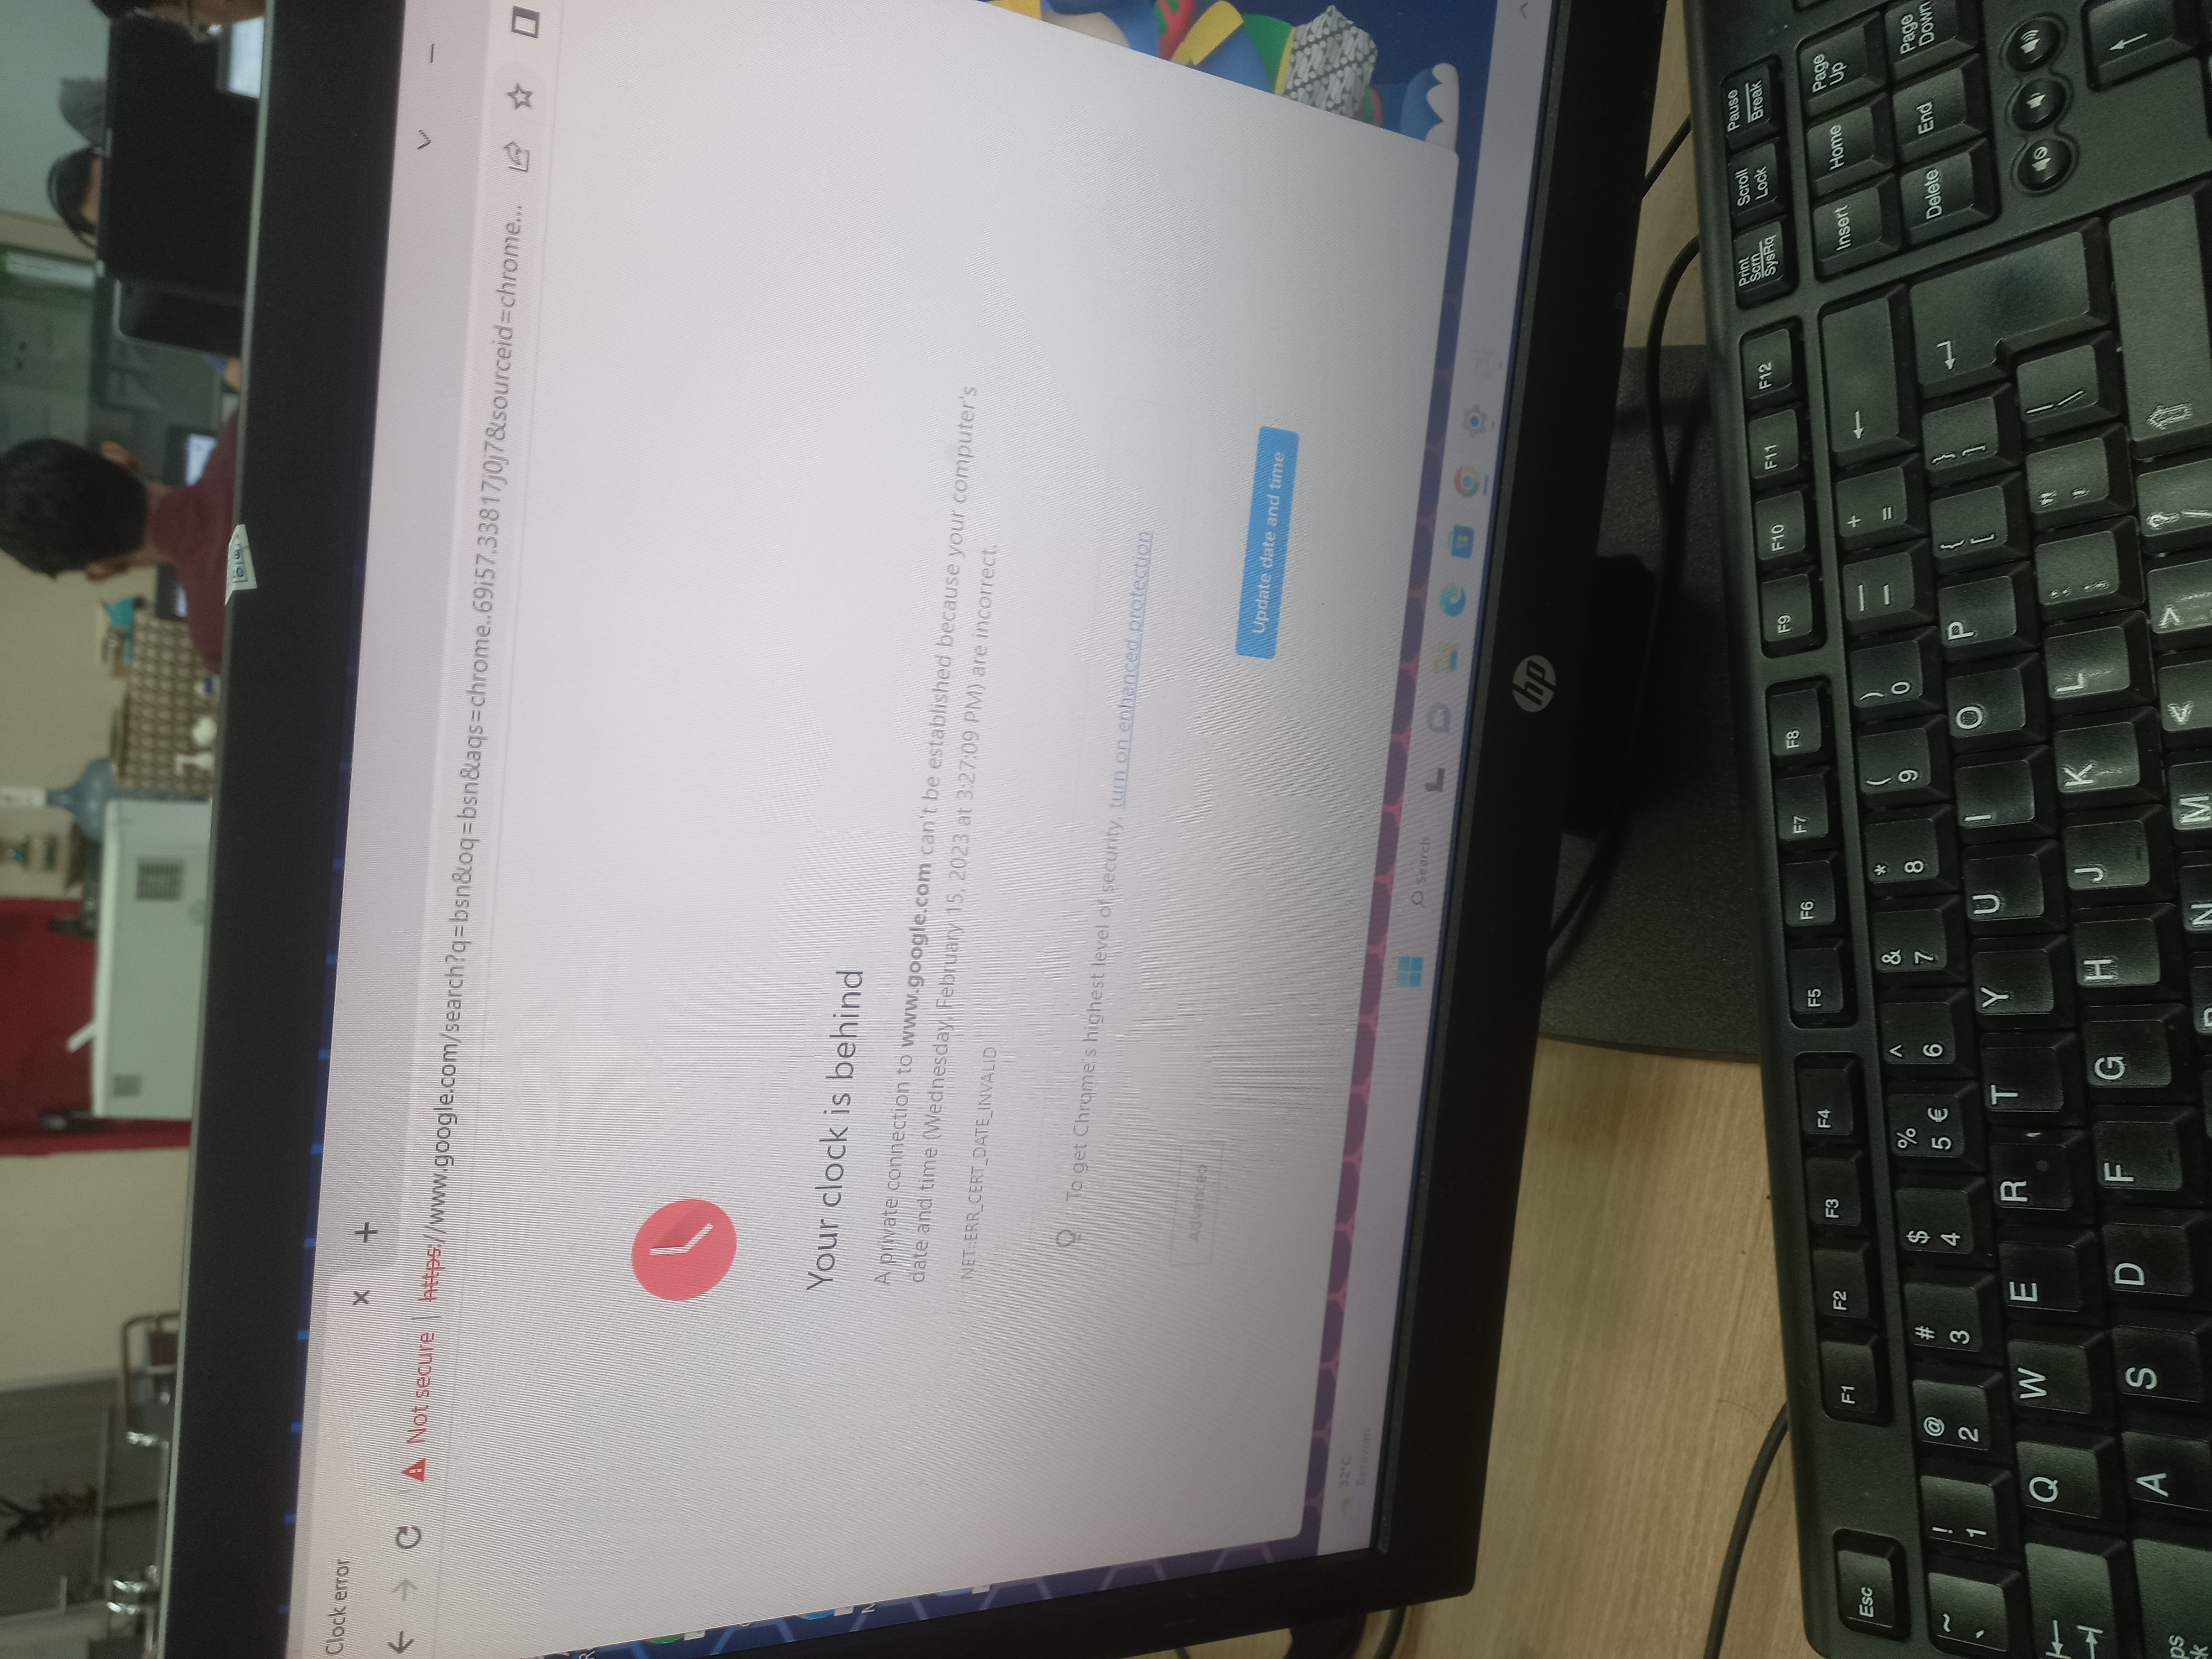 Clock error
Not secure | https://www.google.com/search?q=bsn&oq=bsn&aqs=chrome..69i57.33817j0j7&sourceid=chrome...
Your clock is behind
A private connection to www.google.com can't be established because your computer's
date and time (Wednesday, February 15, 2023 at 3:27:09 PM) are incorrect.
NET::ERR_CERT_DATE_INVALID
To get Chrome's highest level of security, turn on enhanced protection
Advanced
Update date and time
32°C
Berawan
Search
hp
Print Scrn SysRq
Scroll Lock
Pause Break
Esc F1 F2 F3 F4 F5 F6 F7 F8 F9 F10 F11 F12
Insert Home Page Up
~ ` ! 1 @ 2 # 3 $ 4 % 5 € ^ 6 & 7 * 8 ( 9 ) 0 — – + =
Delete End Page Down
Q W E R T Y U I O P { [ } ]
A S D F G H J K L : ; " ' | \
N M < > ?